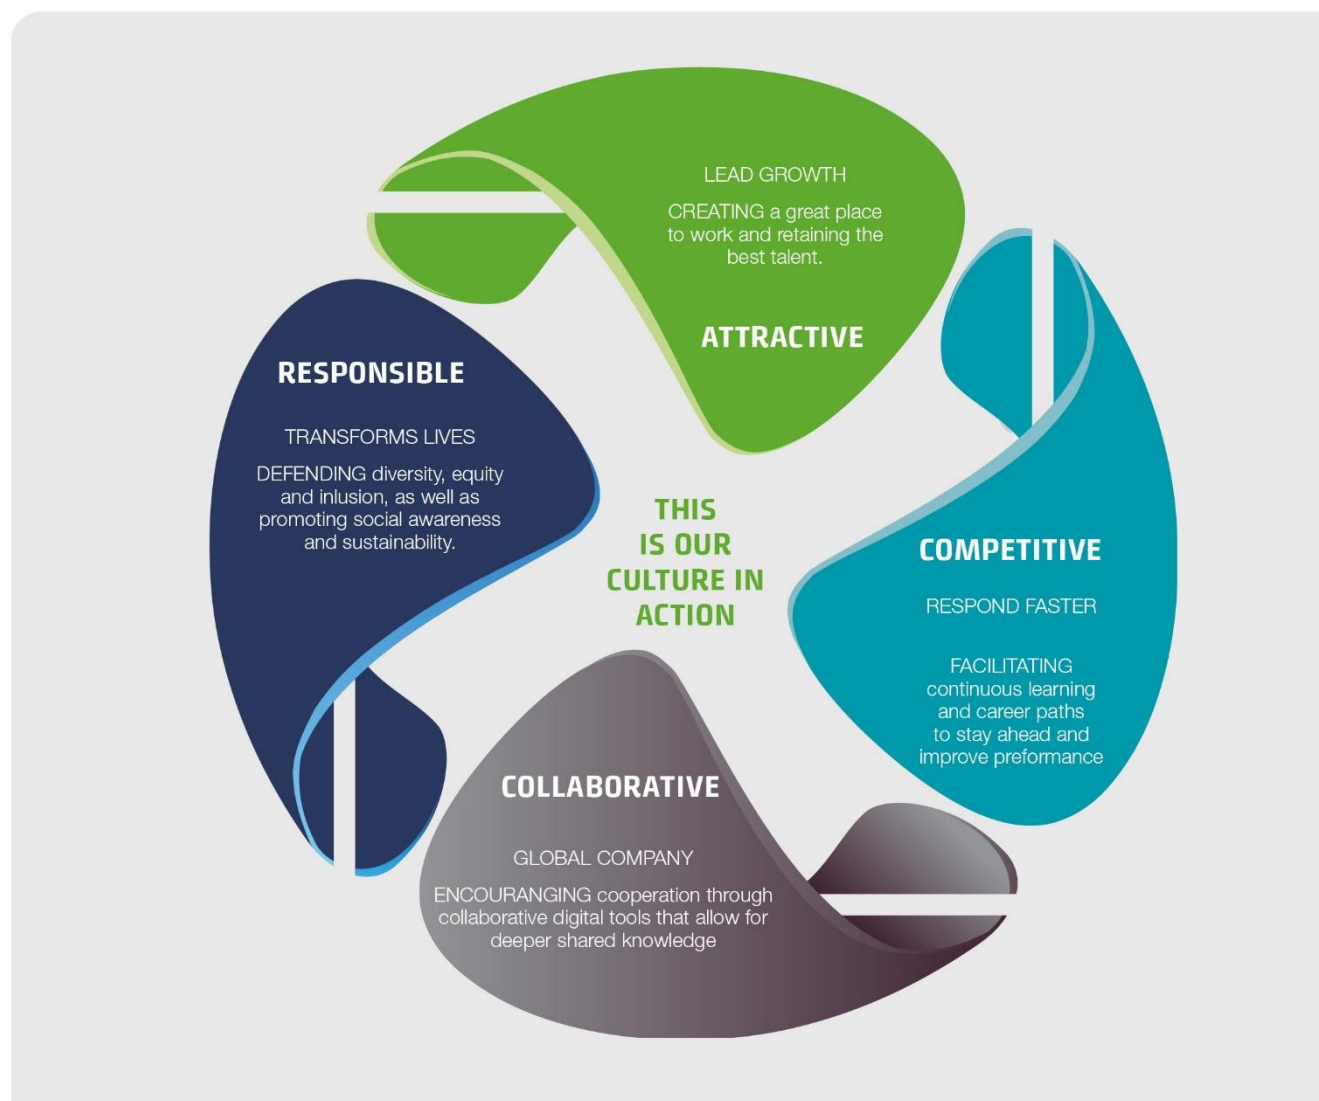 LEAD GROWTH
CREATING a great place
to work and retaining the
best talent.
ATTRACTIVE
RESPONSIBLE
TRANSFORMS LIVES
DEFENDING diversity, equity
and inlusion, as well as
promoting social awareness
and sustainability.
THIS
IS OUR
CULTURE IN
ACTION
COMPETITIVE
RESPOND FASTER
FACILITATING
continuous learning
and career paths
to stay ahead and
improve preformance
COLLABORATIVE
GLOBAL COMPANY
ENCOURANGING cooperation through
collaborative digital tools that allow for
deeper shared knowledge